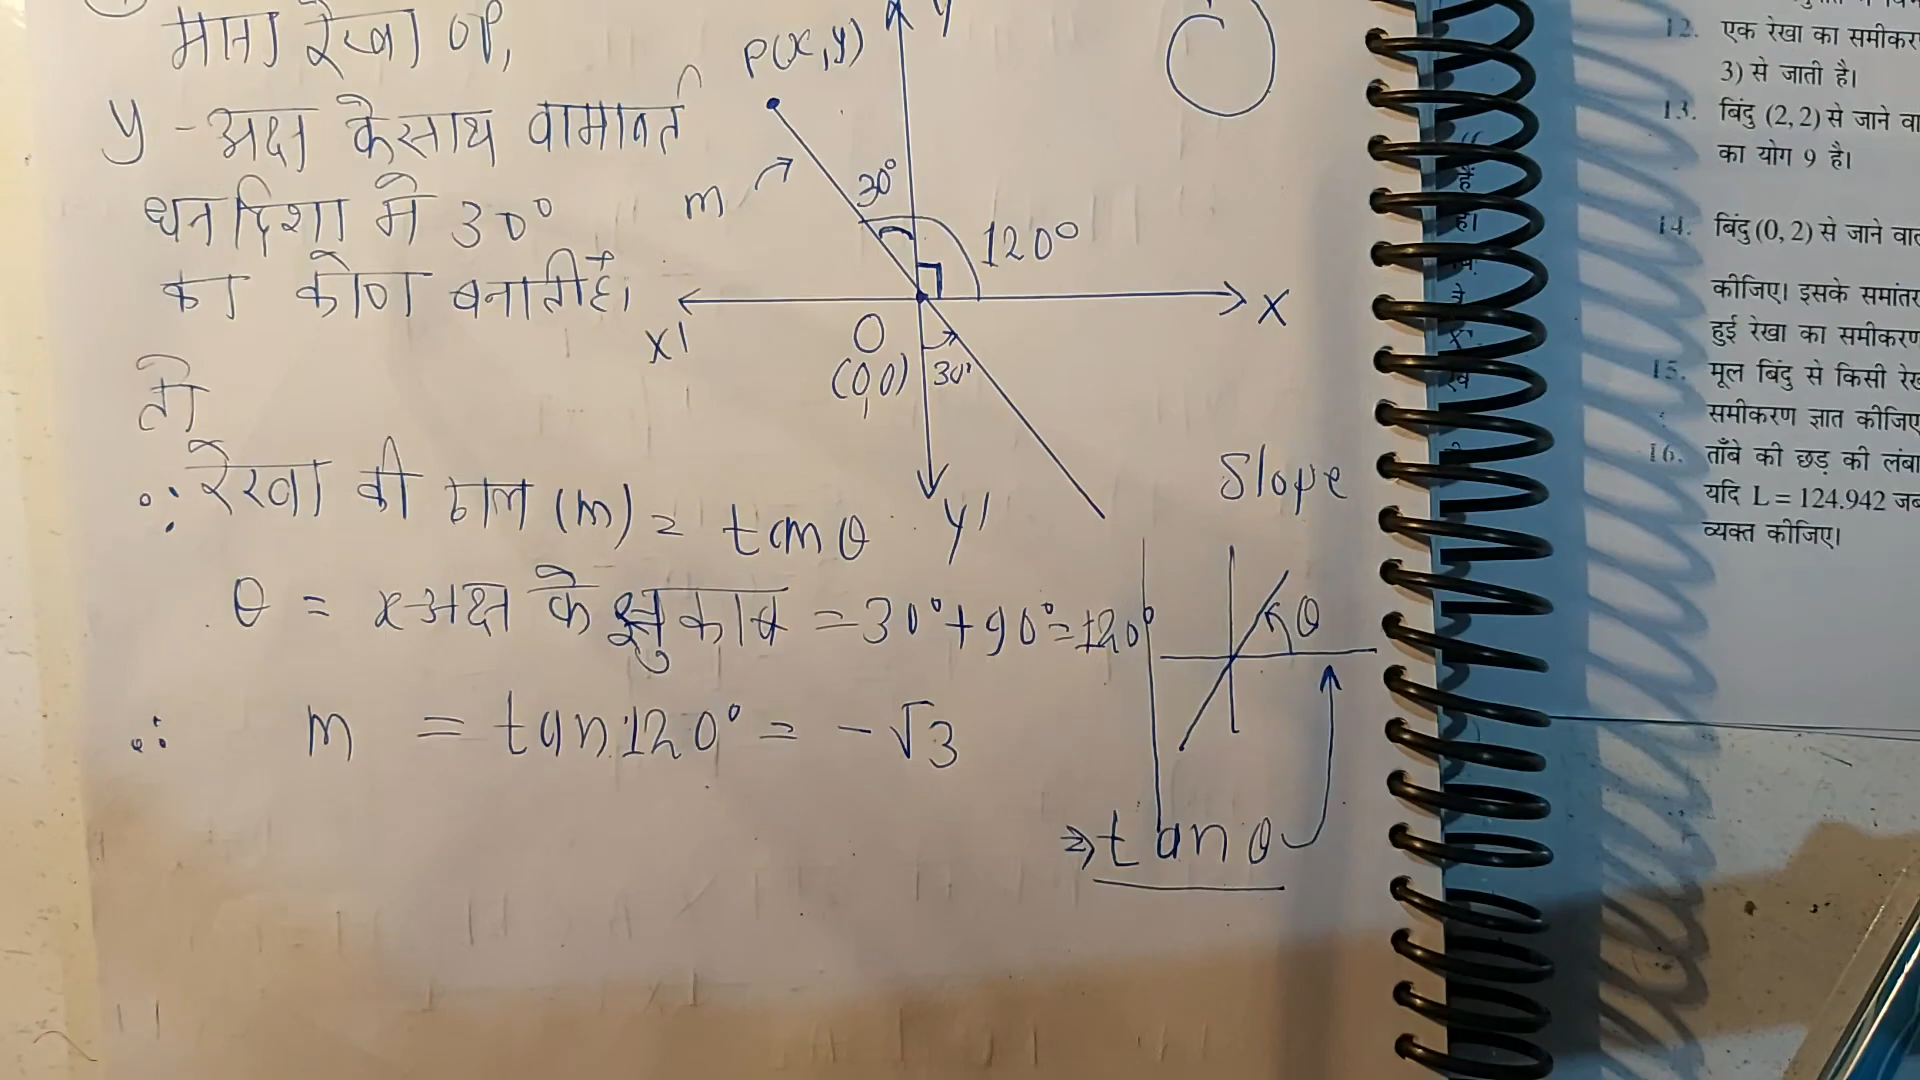 माना रेखा OP,
y-अक्ष के साथ वामावर्त
धन दिशा में 30°
का कोण बनाती है।
तो
∴ रेखा की ढाल (m) = tan θ
θ = x-अक्ष के झुकाव = 30°+90°=120°
∴ m = tan 120° = -√3
P(x,y)
y
m
30°
120°
X
X'
O
(0,0)
30°
y'
Slope
θ
⇒ tan θ
12. एक रेखा का समीकर
3) से जाती है।
13. बिंदु (2, 2) से जाने वा
का योग 9 है।
14. बिंदु (0, 2) से जाने वाल
कीजिए। इसके समांतर
हुई रेखा का समीकरण
15. मूल बिंदु से किसी रेख
समीकरण ज्ञात कीजिए
16. ताँबे की छड़ की लंबा
यदि L = 124.942 जब
व्यक्त कीजिए।